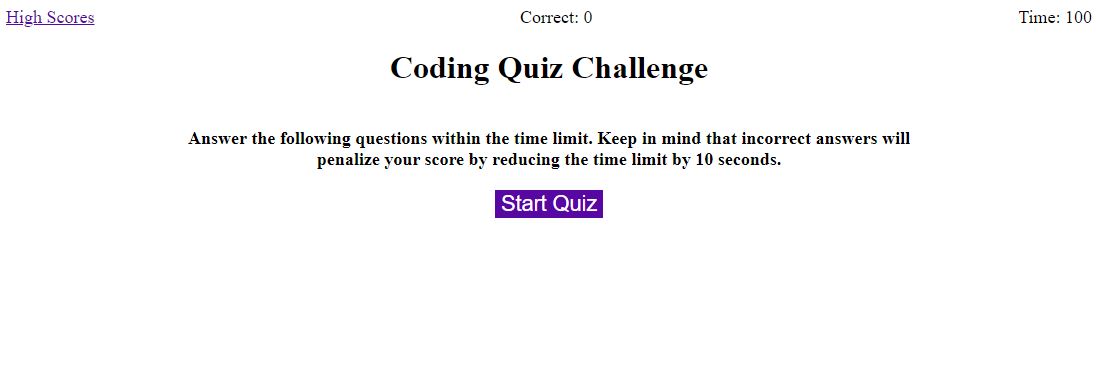 High Scores
Correct: 0
Time: 100
Coding Quiz Challenge
Answer the following questions within the time limit. Keep in mind that incorrect answers will
penalize your score by reducing the time limit by 10 seconds.
Start Quiz